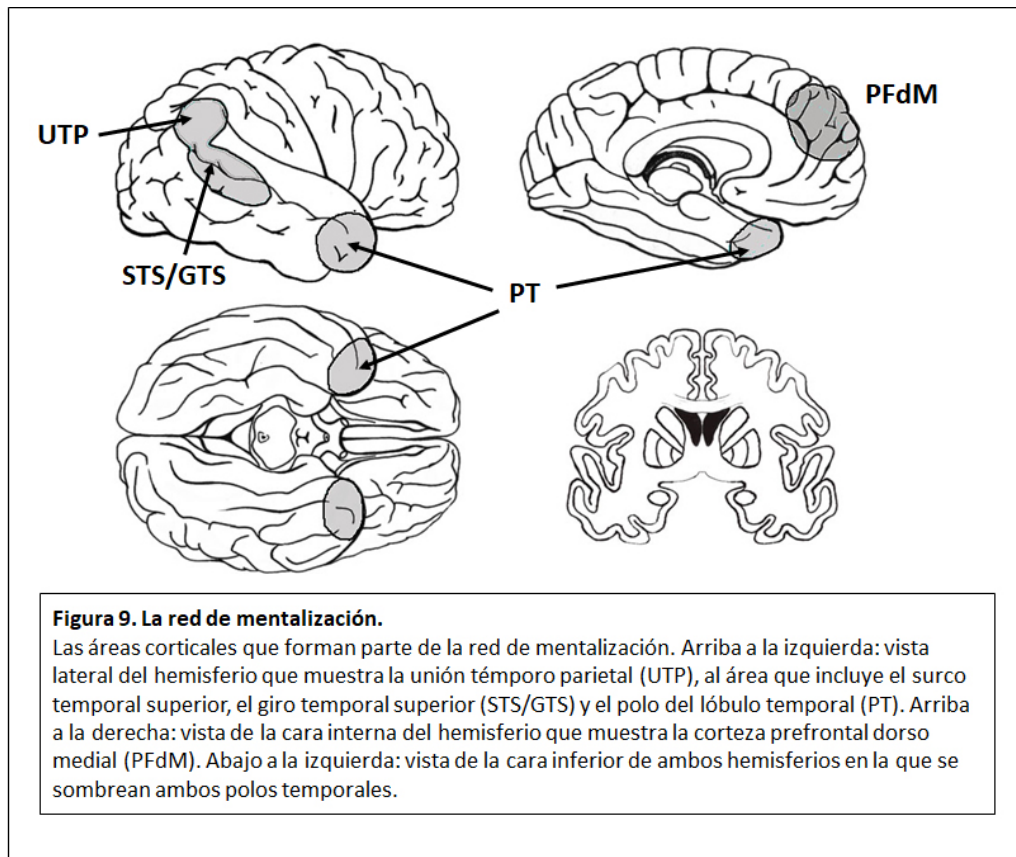 PFdM
UTP
STS/GTS
PT
Figura 9. La red de mentalización.
Las áreas corticales que forman parte de la red de mentalización. Arriba a la izquierda: vista
lateral del hemisferio que muestra la unión témporo parietal (UTP), al área que incluye el surco
temporal superior, el giro temporal superior (STS/GTS) y el polo del lóbulo temporal (PT). Arriba
a la derecha: vista de la cara interna del hemisferio que muestra la corteza prefrontal dorso
medial (PFdM). Abajo a la izquierda: vista de la cara inferior de ambos hemisferios en la que se
sombrean ambos polos temporales.